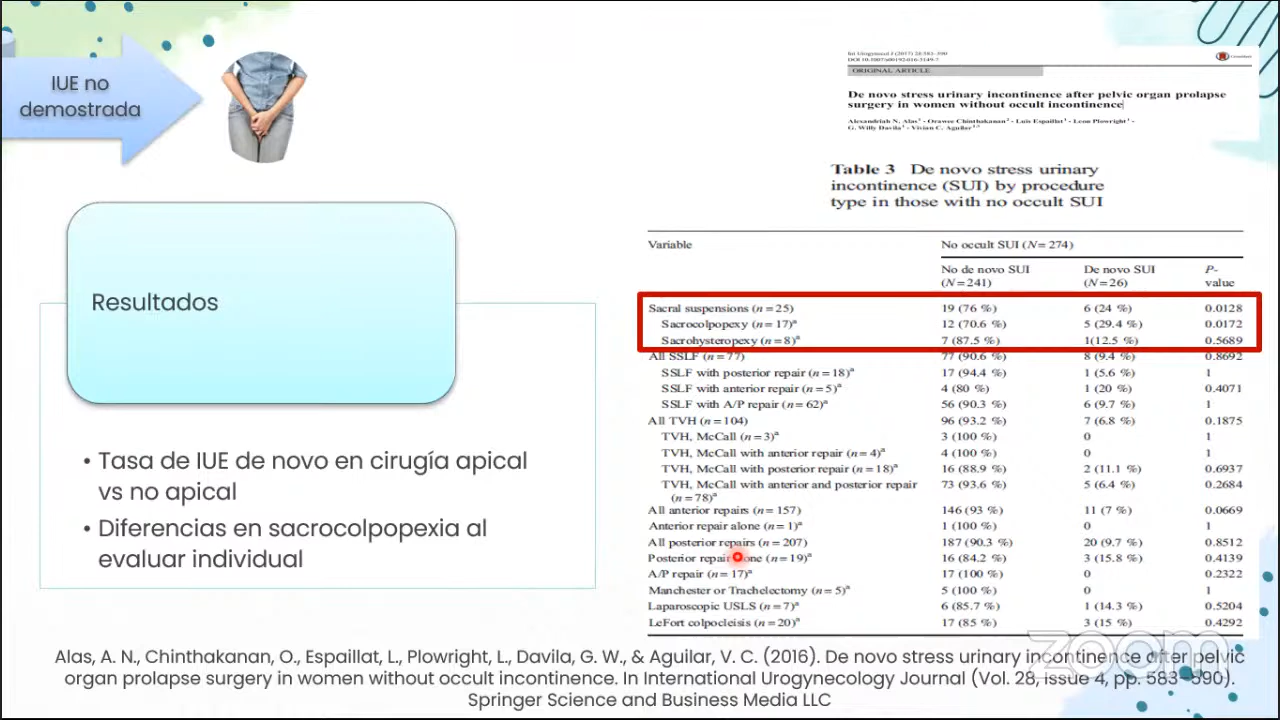 IUE no
demostrada
Resultados
• Tasa de IUE de novo en cirugía apical
vs no apical
• Diferencias en sacrocolpopexia al
evaluar individual
Int Urogynecol J (2017) 28:583–590
DOI 10.1007/s00192-016-3149-7
ORIGINAL ARTICLE
De novo stress urinary incontinence after pelvic organ prolapse
surgery in women without occult incontinence
Alexandriah N. Alas¹ · Orawee Chinthakanan² · Luis Espaillat¹ · Leon Plowright¹ ·
G. Willy Davila¹ · Vivian C. Aguilar¹
Table 3 De novo stress urinary
incontinence (SUI) by procedure
type in those with no occult SUI
Variable No occult SUI (N = 274)
No de novo SUI De novo SUI P-
(N = 241) (N = 26) value
Sacral suspensions (n = 25) 19 (76 %) 6 (24 %) 0.0128
Sacrocolpopexy (n = 17)ᵃ 12 (70.6 %) 5 (29.4 %) 0.0172
Sacrohysteropexy (n = 8)ᵃ 7 (87.5 %) 1(12.5 %) 0.5689
All SSLF (n = 77) 77 (90.6 %) 8 (9.4 %) 0.8692
SSLF with posterior repair (n = 18)ᵃ 17 (94.4 %) 1 (5.6 %) 1
SSLF with anterior repair (n = 5)ᵃ 4 (80 %) 1 (20 %) 0.4071
SSLF with A/P repair (n = 62)ᵃ 56 (90.3 %) 6 (9.7 %) 1
All TVH (n = 104) 96 (93.2 %) 7 (6.8 %) 0.1875
TVH, McCall (n = 3)ᵃ 3 (100 %) 0 1
TVH, McCall with anterior repair (n = 4)ᵃ 4 (100 %) 0 1
TVH, McCall with posterior repair (n = 18)ᵃ 16 (88.9 %) 2 (11.1 %) 0.6937
TVH, McCall with anterior and posterior repair 73 (93.6 %) 5 (6.4 %) 0.2684
(n = 78)ᵃ
All anterior repairs (n = 157) 146 (93 %) 11 (7 %) 0.0669
Anterior repair alone (n = 1)ᵃ 1 (100 %) 0 1
All posterior repairs (n = 207) 187 (90.3 %) 20 (9.7 %) 0.8512
Posterior repair alone (n = 19)ᵃ 16 (84.2 %) 3 (15.8 %) 0.4139
A/P repair (n = 17)ᵃ 17 (100 %) 0 0.2322
Manchester or Trachelectomy (n = 5)ᵃ 5 (100 %) 0 1
Laparoscopic USLS (n = 7)ᵃ 6 (85.7 %) 1 (14.3 %) 0.5204
LeFort colpocleisis (n = 20)ᵃ 17 (85 %) 3 (15 %) 0.4292
zoom
Alas, A. N., Chinthakanan, O., Espaillat, L., Plowright, L., Davila, G. W., & Aguilar, V. C. (2016). De novo stress urinary incontinence after pelvic
organ prolapse surgery in women without occult incontinence. In International Urogynecology Journal (Vol. 28, Issue 4, pp. 583–590).
Springer Science and Business Media LLC